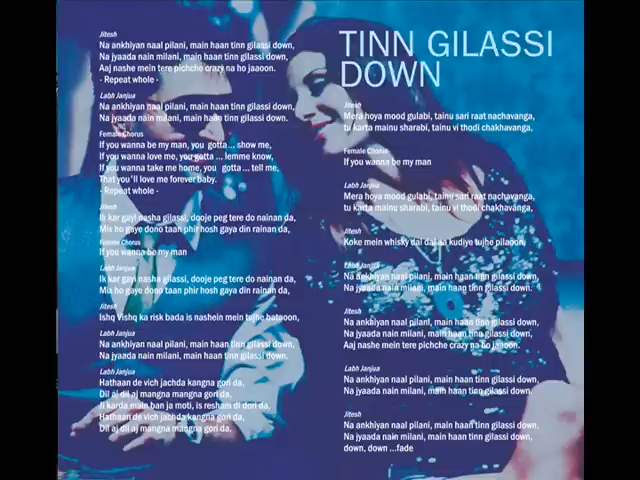 Jitesh
Na ankhiyan naal pilani, main haan tinn gilassi down,
Na jyaada nain milani, main haan tinn gilassi down,
Aaj nashe mein tere pichche crazy na ho jaaoon.
- Repeat whole -
Labh Janjua
Na ankhiyan naal pilani, main haan tinn gilassi down,
Na jyaada nain milani, main haan tinn gilassi down.
Female Chorus
If you wanna be my man, you gotta... show me,
If you wanna love me, you gotta ... lemme know,
If you wanna take me home, you gotta ... tell me,
That you'll love me forever baby.
- Repeat whole -
Jitesh
Ik kar gayi nasha gilassi, dooje peg tere do nainan da,
Mix ho gaye dono taan phir hosh gaya din rainan da,
Female Chorus
If you wanna be my man
Labh Janjua
Ik kar gayi nasha gilassi, dooje peg tere do nainan da,
Mix ho gaye dono taan phir hosh gaya din rainan da,
Jitesh
Ishq Vishq ka risk bada is nashein mein tujhe bataoon,
Labh Janjua
Na ankhiyan naal pilani, main haan tinn gilassi down,
Na jyaada nain milani, main haan tinn gilassi down.
Labh Janjua
Hathaan de vich jachda kangna gori da,
Dil aj dil aj mangna mangna gori da,
Ji karda main ban ja moti, is resham di dori da,
Hathaan de vich jachda kangna gori da,
Dil aj dil aj mangna mangna gori da.
TINN GILASSI
DOWN
Jitesh
Mera hoya mood gulabi, tainu sari raat nachavanga,
tu karta mainu sharabi, tainu vi thodi chakhavanga,
Female Chorus
If you wanna be my man
Labh Janjua
Mera hoya mood gulabi, tainu sari raat nachavanga,
tu karta mainu sharabi, tainu vi thodi chakhavanga,
Jitesh
Koke mein whisky dal dal aa kudiye tujhe pilaoon,
Labh Janjua
Na ankhiyan naal pilani, main haan tinn gilassi down,
Na jyaada nain milani, main haan tinn gilassi down.
Jitesh
Na ankhiyan naal pilani, main haan tinn gilassi down,
Na jyaada nain milani, main haan tinn gilassi down,
Aaj nashe mein tere pichche crazy na ho jaaoon.
Labh Janjua
Na ankhiyan naal pilani, main haan tinn gilassi down,
Na jyaada nain milani, main haan tinn gilassi down,
Jitesh
Na ankhiyan naal pilani, main haan tinn gilassi down.
Na jyaada nain milani, main haan tinn gilassi down,
down, down ...fade